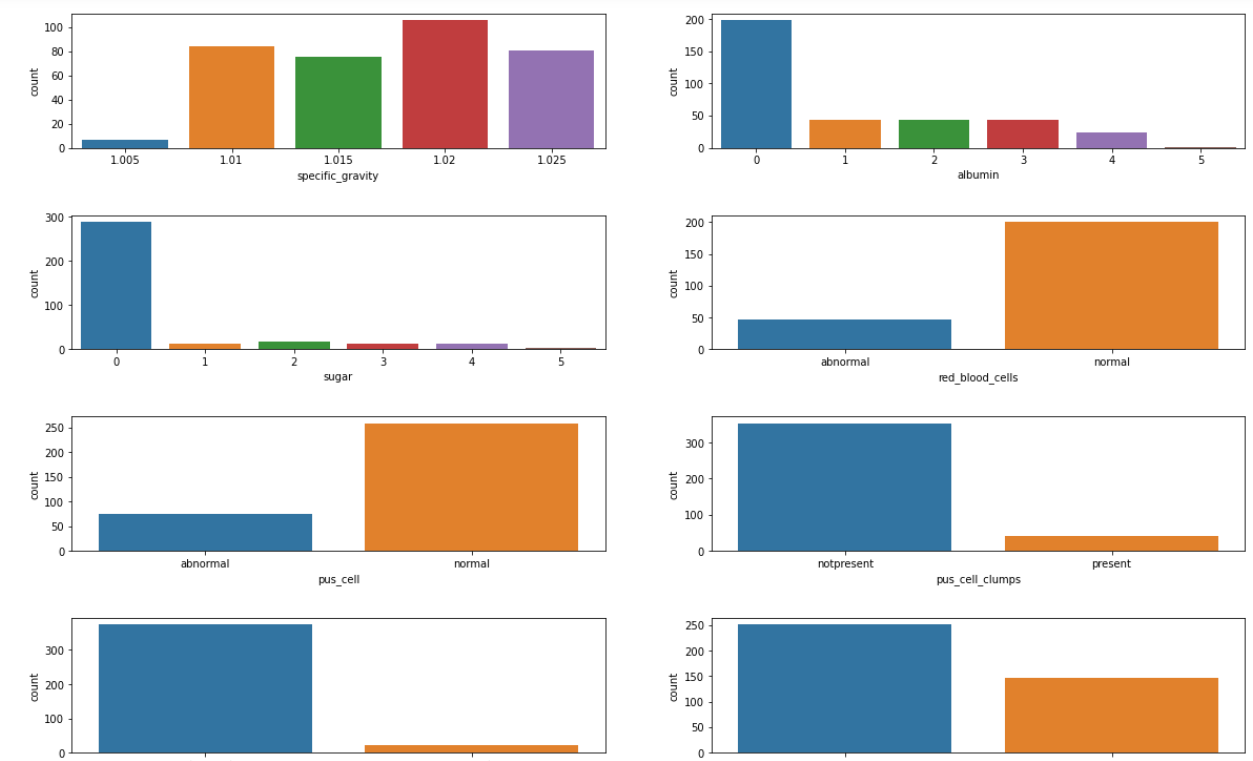 100
80
60
40
20
0
count
1.005 1.01 1.015 1.02 1.025
specific_gravity
200
150
100
50
0
count
0 1 2 3 4 5
albumin
300
200
100
0
count
0 1 2 3 4 5
sugar
200
150
100
50
0
count
abnormal normal
red_blood_cells
250
200
150
100
50
0
count
abnormal normal
pus_cell
300
200
100
0
count
notpresent present
pus_cell_clumps
300
200
100
0
count
250
200
150
100
50
0
count